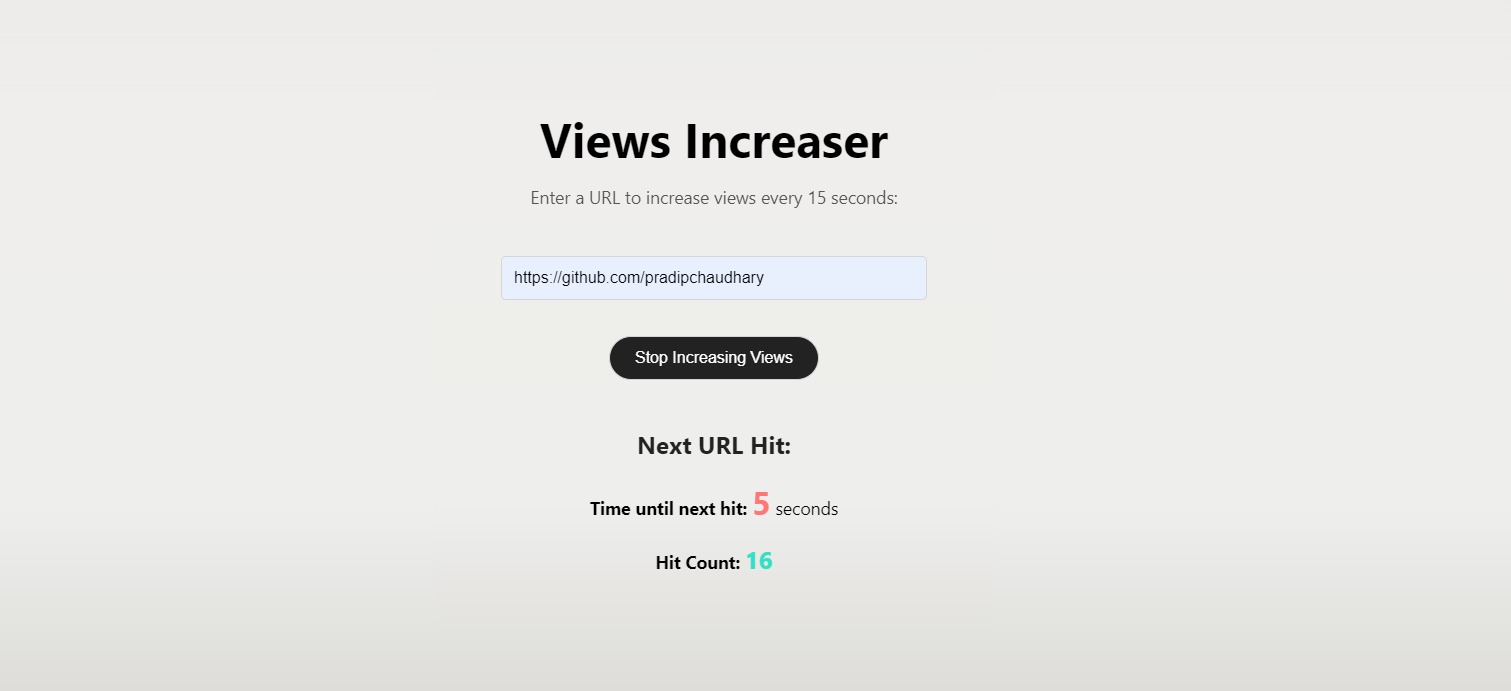 Views Increaser
Enter a URL to increase views every 15 seconds:
https://github.com/pradipchaudhary
Stop Increasing Views
Next URL Hit:
Time until next hit: 5 seconds
Hit Count: 16